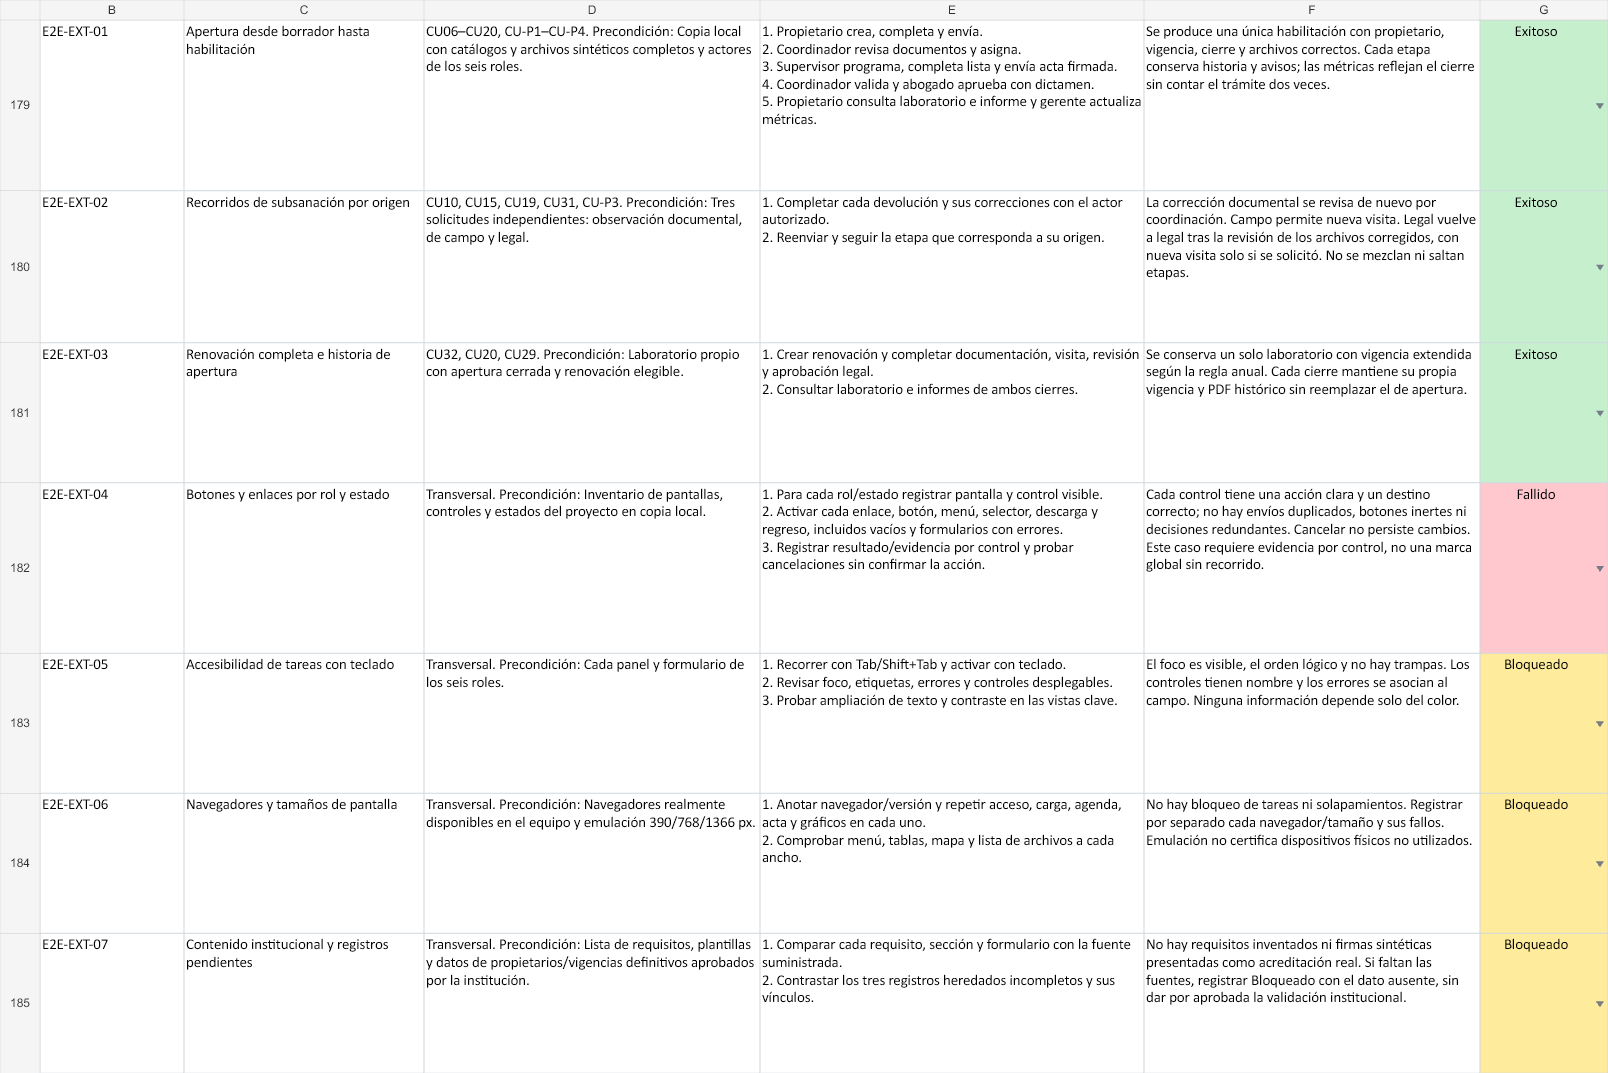 B C D E F G
179
E2E-EXT-01
Apertura desde borrador hasta
habilitación
CU06–CU20, CU-P1–CU-P4. Precondición: Copia local
con catálogos y archivos sintéticos completos y actores
de los seis roles.
1. Propietario crea, completa y envía.
2. Coordinador revisa documentos y asigna.
3. Supervisor programa, completa lista y envía acta firmada.
4. Coordinador valida y abogado aprueba con dictamen.
5. Propietario consulta laboratorio e informe y gerente actualiza
métricas.
Se produce una única habilitación con propietario,
vigencia, cierre y archivos correctos. Cada etapa
conserva historia y avisos; las métricas reflejan el cierre
sin contar el trámite dos veces.
Exitoso
180
E2E-EXT-02
Recorridos de subsanación por origen
CU10, CU15, CU19, CU31, CU-P3. Precondición: Tres
solicitudes independientes: observación documental,
de campo y legal.
1. Completar cada devolución y sus correcciones con el actor
autorizado.
2. Reenviar y seguir la etapa que corresponda a su origen.
La corrección documental se revisa de nuevo por
coordinación. Campo permite nueva visita. Legal vuelve
a legal tras la revisión de los archivos corregidos, con
nueva visita solo si se solicitó. No se mezclan ni saltan
etapas.
Exitoso
181
E2E-EXT-03
Renovación completa e historia de
apertura
CU32, CU20, CU29. Precondición: Laboratorio propio
con apertura cerrada y renovación elegible.
1. Crear renovación y completar documentación, visita, revisión
y aprobación legal.
2. Consultar laboratorio e informes de ambos cierres.
Se conserva un solo laboratorio con vigencia extendida
según la regla anual. Cada cierre mantiene su propia
vigencia y PDF histórico sin reemplazar el de apertura.
Exitoso
182
E2E-EXT-04
Botones y enlaces por rol y estado
Transversal. Precondición: Inventario de pantallas,
controles y estados del proyecto en copia local.
1. Para cada rol/estado registrar pantalla y control visible.
2. Activar cada enlace, botón, menú, selector, descarga y
regreso, incluidos vacíos y formularios con errores.
3. Registrar resultado/evidencia por control y probar
cancelaciones sin confirmar la acción.
Cada control tiene una acción clara y un destino
correcto; no hay envíos duplicados, botones inertes ni
decisiones redundantes. Cancelar no persiste cambios.
Este caso requiere evidencia por control, no una marca
global sin recorrido.
Fallido
183
E2E-EXT-05
Accesibilidad de tareas con teclado
Transversal. Precondición: Cada panel y formulario de
los seis roles.
1. Recorrer con Tab/Shift+Tab y activar con teclado.
2. Revisar foco, etiquetas, errores y controles desplegables.
3. Probar ampliación de texto y contraste en las vistas clave.
El foco es visible, el orden lógico y no hay trampas. Los
controles tienen nombre y los errores se asocian al
campo. Ninguna información depende solo del color.
Bloqueado
184
E2E-EXT-06
Navegadores y tamaños de pantalla
Transversal. Precondición: Navegadores realmente
disponibles en el equipo y emulación 390/768/1366 px.
1. Anotar navegador/versión y repetir acceso, carga, agenda,
acta y gráficos en cada uno.
2. Comprobar menú, tablas, mapa y lista de archivos a cada
ancho.
No hay bloqueo de tareas ni solapamientos. Registrar
por separado cada navegador/tamaño y sus fallos.
Emulación no certifica dispositivos físicos no utilizados.
Bloqueado
185
E2E-EXT-07
Contenido institucional y registros
pendientes
Transversal. Precondición: Lista de requisitos, plantillas
y datos de propietarios/vigencias definitivos aprobados
por la institución.
1. Comparar cada requisito, sección y formulario con la fuente
suministrada.
2. Contrastar los tres registros heredados incompletos y sus
vínculos.
No hay requisitos inventados ni firmas sintéticas
presentadas como acreditación real. Si faltan las
fuentes, registrar Bloqueado con el dato ausente, sin
dar por aprobada la validación institucional.
Bloqueado